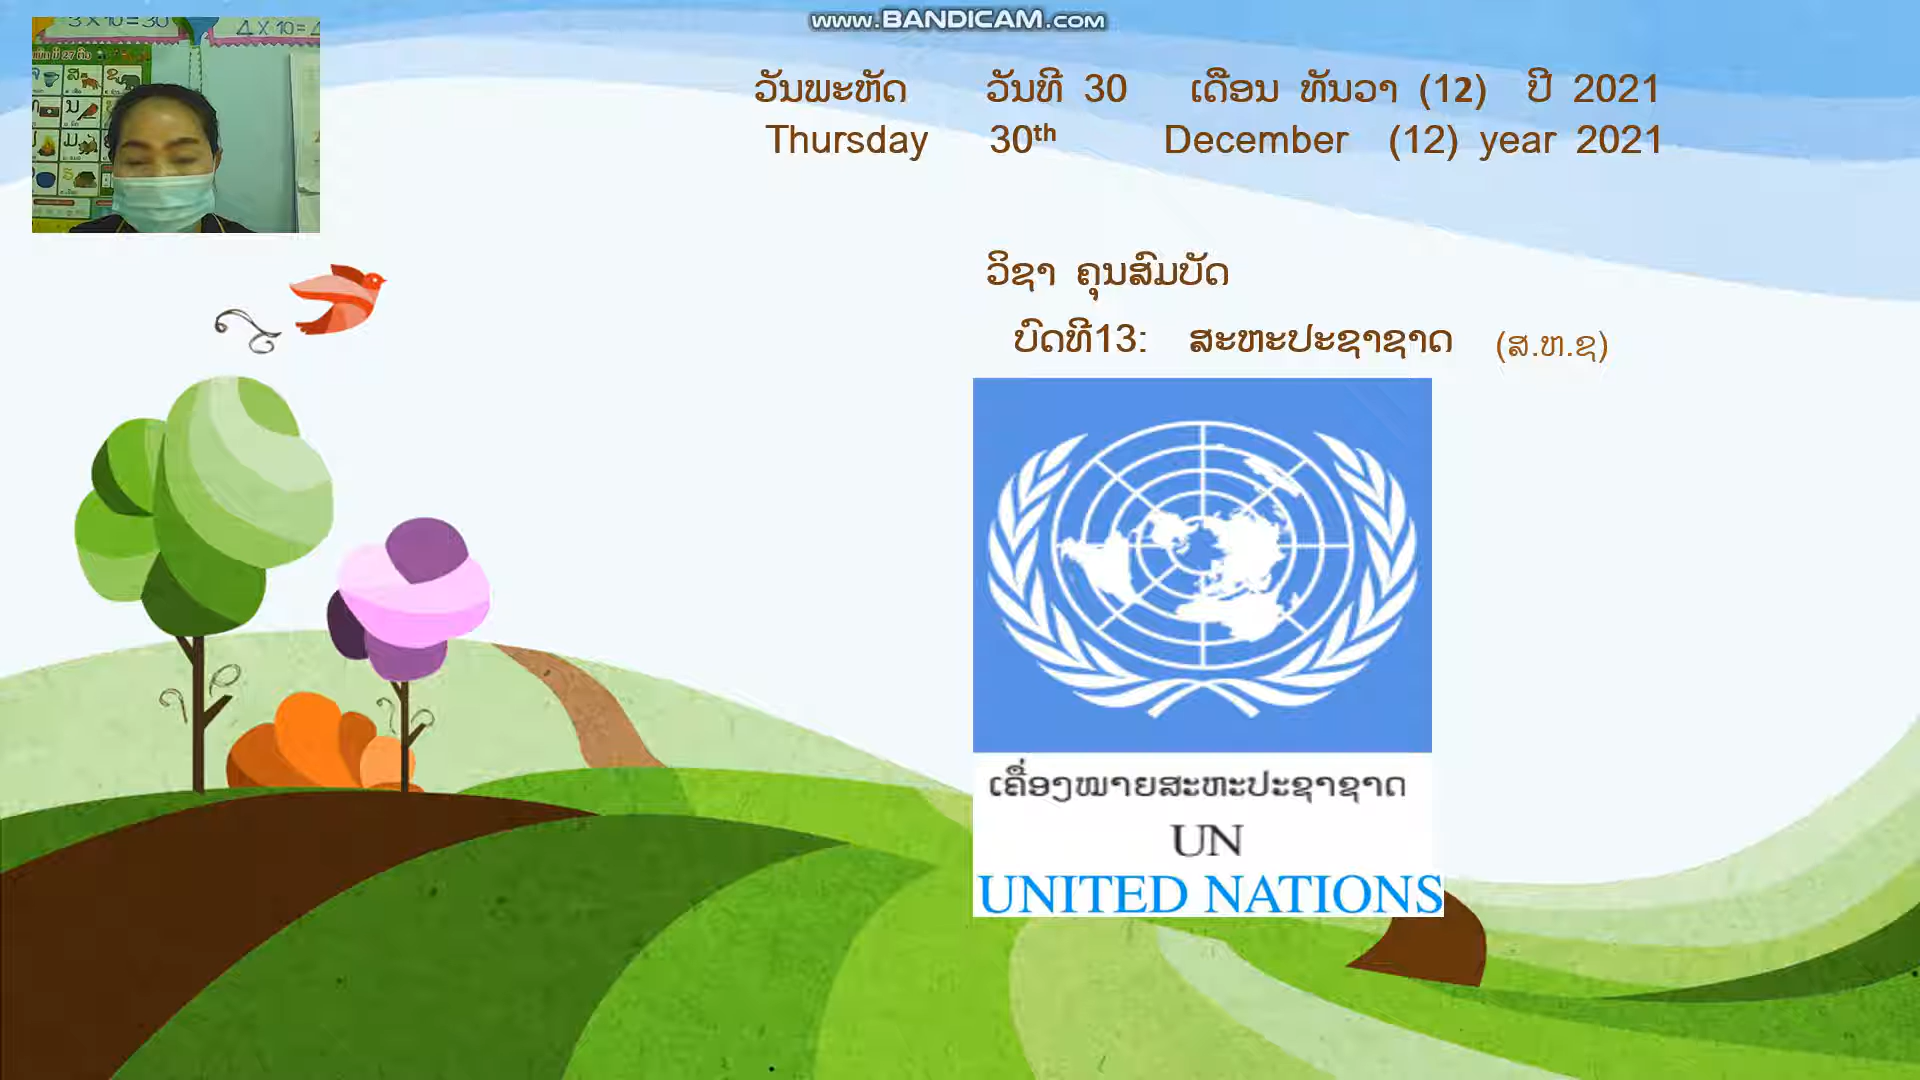 www.BANDICAM.com
3 X 10 = 30
ວັນພະຫັດ ວັນທີ 30 ເດືອນ ທັນວາ (12) ປີ 2021
Thursday 30th December (12) year 2021
ວິຊາ ຄຸນສົມບັດ
ບົດທີ13: ສະຫະປະຊາຊາດ (ສ.ຫ.ຊ)
ເຄື່ອງໝາຍສະຫະປະຊາຊາດ
UN
UNITED NATIONS